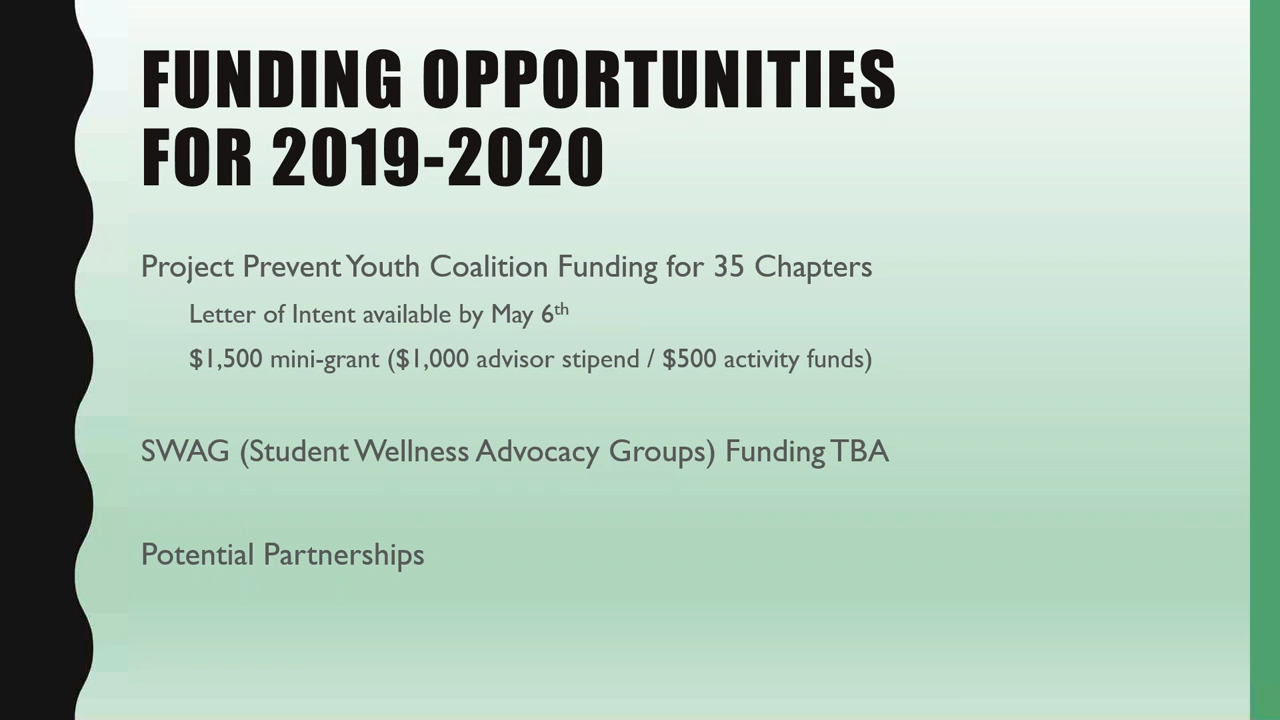 FUNDING OPPORTUNITIES
FOR 2019-2020
Project Prevent Youth Coalition Funding for 35 Chapters
Letter of Intent available by May 6th
$1,500 mini-grant ($1,000 advisor stipend / $500 activity funds)
SWAG (Student Wellness Advocacy Groups) Funding TBA
Potential Partnerships